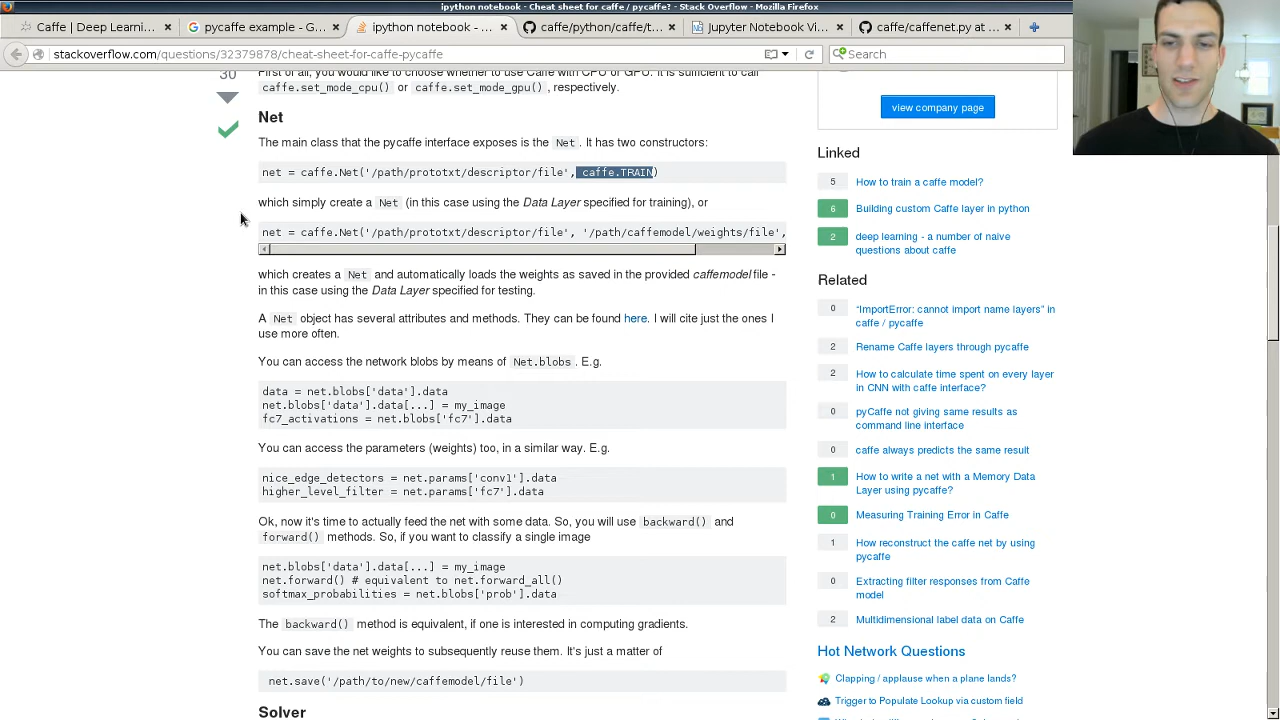 ipython notebook - Cheat sheet for caffe / pycaffe? - Stack Overflow - Mozilla Firefox
Caffe | Deep Learni...
pycaffe example - G...
ipython notebook - ...
caffe/python/caffe/t...
Jupyter Notebook Vi...
caffe/caffenet.py at ...
stackoverflow.com/questions/32379878/cheat-sheet-for-caffe-pycaffe
Search
30
First of all, you would like to choose whether to use Caffe with CPU or GPU. It is sufficient to call
caffe.set_mode_cpu() or caffe.set_mode_gpu() , respectively.
Net
The main class that the pycaffe interface exposes is the Net. It has two constructors:
net = caffe.Net('/path/prototxt/descriptor/file', caffe.TRAIN)
which simply create a Net (in this case using the Data Layer specified for training), or
net = caffe.Net('/path/prototxt/descriptor/file', '/path/caffemodel/weights/file',
which creates a Net and automatically loads the weights as saved in the provided caffemodel file -
in this case using the Data Layer specified for testing.
A Net object has several attributes and methods. They can be found here. I will cite just the ones I
use more often.
You can access the network blobs by means of Net.blobs . E.g.
data = net.blobs['data'].data
net.blobs['data'].data[...] = my_image
fc7_activations = net.blobs['fc7'].data
You can access the parameters (weights) too, in a similar way. E.g.
nice_edge_detectors = net.params['conv1'].data
higher_level_filter = net.params['fc7'].data
Ok, now it's time to actually feed the net with some data. So, you will use backward() and
forward() methods. So, if you want to classify a single image
net.blobs['data'].data[...] = my_image
net.forward() # equivalent to net.forward_all()
softmax_probabilities = net.blobs['prob'].data
The backward() method is equivalent, if one is interested in computing gradients.
You can save the net weights to subsequently reuse them. It's just a matter of
net.save('/path/to/new/caffemodel/file')
Solver
view company page
Linked
5 How to train a caffe model?
6 Building custom Caffe layer in python
2 deep learning - a number of naive
questions about caffe
Related
0 “ImportError: cannot import name layers” in
caffe / pycaffe
2 Rename Caffe layers through pycaffe
2 How to calculate time spent on every layer
in CNN with caffe interface?
0 pyCaffe not giving same results as
command line interface
0 caffe always predicts the same result
1 How to write a net with a Memory Data
Layer using pycaffe?
0 Measuring Training Error in Caffe
1 How reconstruct the caffe net by using
pycaffe
0 Extracting filter responses from Caffe
model
2 Multidimensional label data on Caffe
Hot Network Questions
Clapping / applause when a plane lands?
Trigger to Populate Lookup via custom field